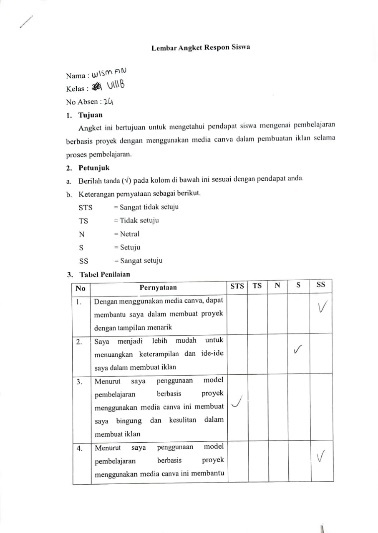 Lembar Angket Respon Siswa
Nama : WISMAN
Kelas : VIIIB
No Absen : 24
1. Tujuan
Angket ini bertujuan untuk mengetahui pendapat siswa mengenai pembelajaran
berbasis proyek dengan menggunakan media canva dalam pembuatan iklan selama
proses pembelajaran.
2. Petunjuk
a. Berilah tanda (√) pada kolom di bawah ini sesuai dengan pendapat anda
b. Keterangan pernyataan sebagai berikut.
STS = Sangat tidak setuju
TS = Tidak setuju
N = Netral
S = Setuju
SS = Sangat setuju
3. Tabel Penilaian
No Pernyataan STS TS N S SS
1. Dengan menggunakan media canva, dapat
membantu saya dalam membuat proyek
dengan tampilan menarik √
2. Saya menjadi lebih mudah untuk
menuangkan keterampilan dan ide-ide √
saya dalam membuat iklan
3. Menurut saya penggunaan model
pembelajaran berbasis proyek
menggunakan media canva ini membuat √
saya bingung dan kesulitan dalam
membuat iklan
4. Menurut saya penggunaan model
pembelajaran berbasis proyek √
menggunakan media canva ini membantu